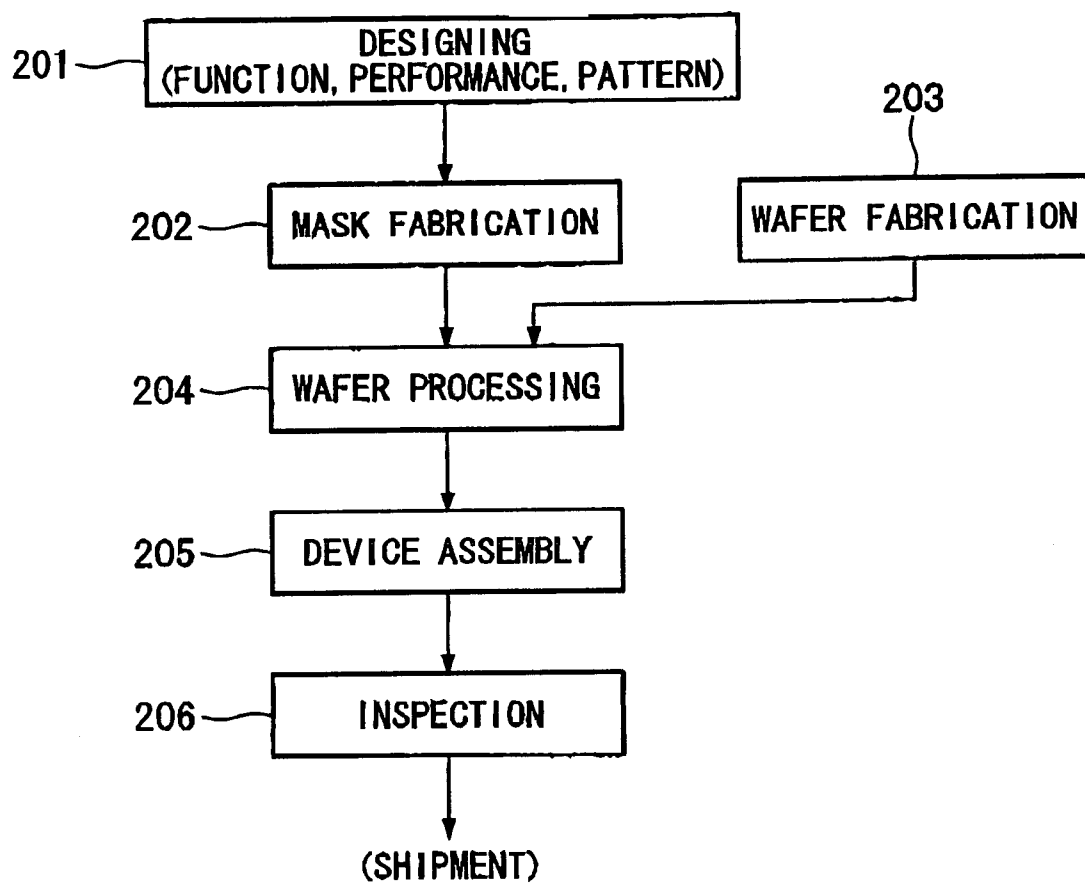 201
DESIGNING
(FUNCTION, PERFORMANCE, PATTERN)
203
202
MASK FABRICATION
WAFER FABRICATION
204
WAFER PROCESSING
205
DEVICE ASSEMBLY
206
INSPECTION
(SHIPMENT)